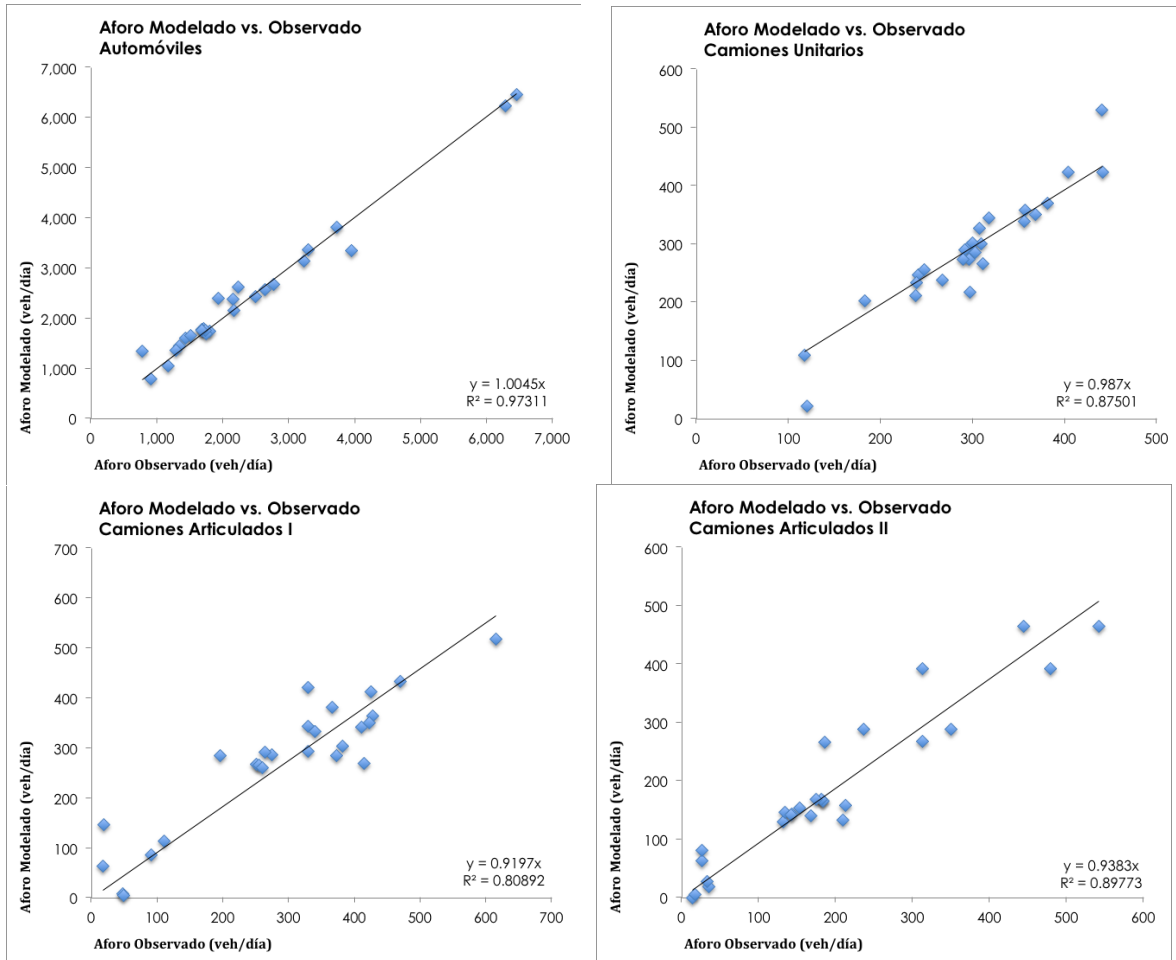 Aforo Modelado vs. Observado
Automóviles
7,000
6,000
5,000
4,000
3,000
2,000
1,000
0
Aforo Modelado (veh/día)
y = 1.0045x
R² = 0.97311
0 1,000 2,000 3,000 4,000 5,000 6,000 7,000
Aforo Observado (veh/día)
Aforo Modelado vs. Observado
Camiones Unitarios
600
500
400
300
200
100
0
Aforo Modelado (veh/día)
y = 0.987x
R² = 0.87501
0 100 200 300 400 500
Aforo Observado (veh/día)
Aforo Modelado vs. Observado
Camiones Articulados I
700
600
500
400
300
200
100
0
Aforo Modelado (veh/día)
y = 0.9197x
R² = 0.80892
0 100 200 300 400 500 600 700
Aforo Observado (veh/día)
Aforo Modelado vs. Observado
Camiones Articulados II
600
500
400
300
200
100
0
Aforo Modelado (veh/día)
y = 0.9383x
R² = 0.89773
0 100 200 300 400 500 600
Aforo Observado (veh/día)